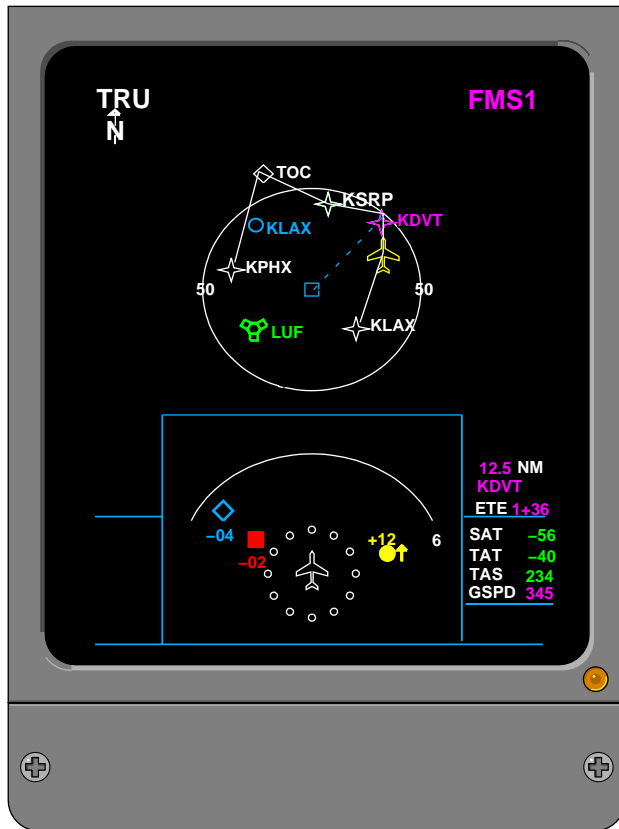 TRU
N
FMS1
TOC
KSRP
KDVT
KLAX
KPHX
50
50
LUF
KLAX
12.5 NM
KDVT
ETE 1+36
SAT −56
TAT −40
TAS 234
GSPD 345
−04
−02
+12
6